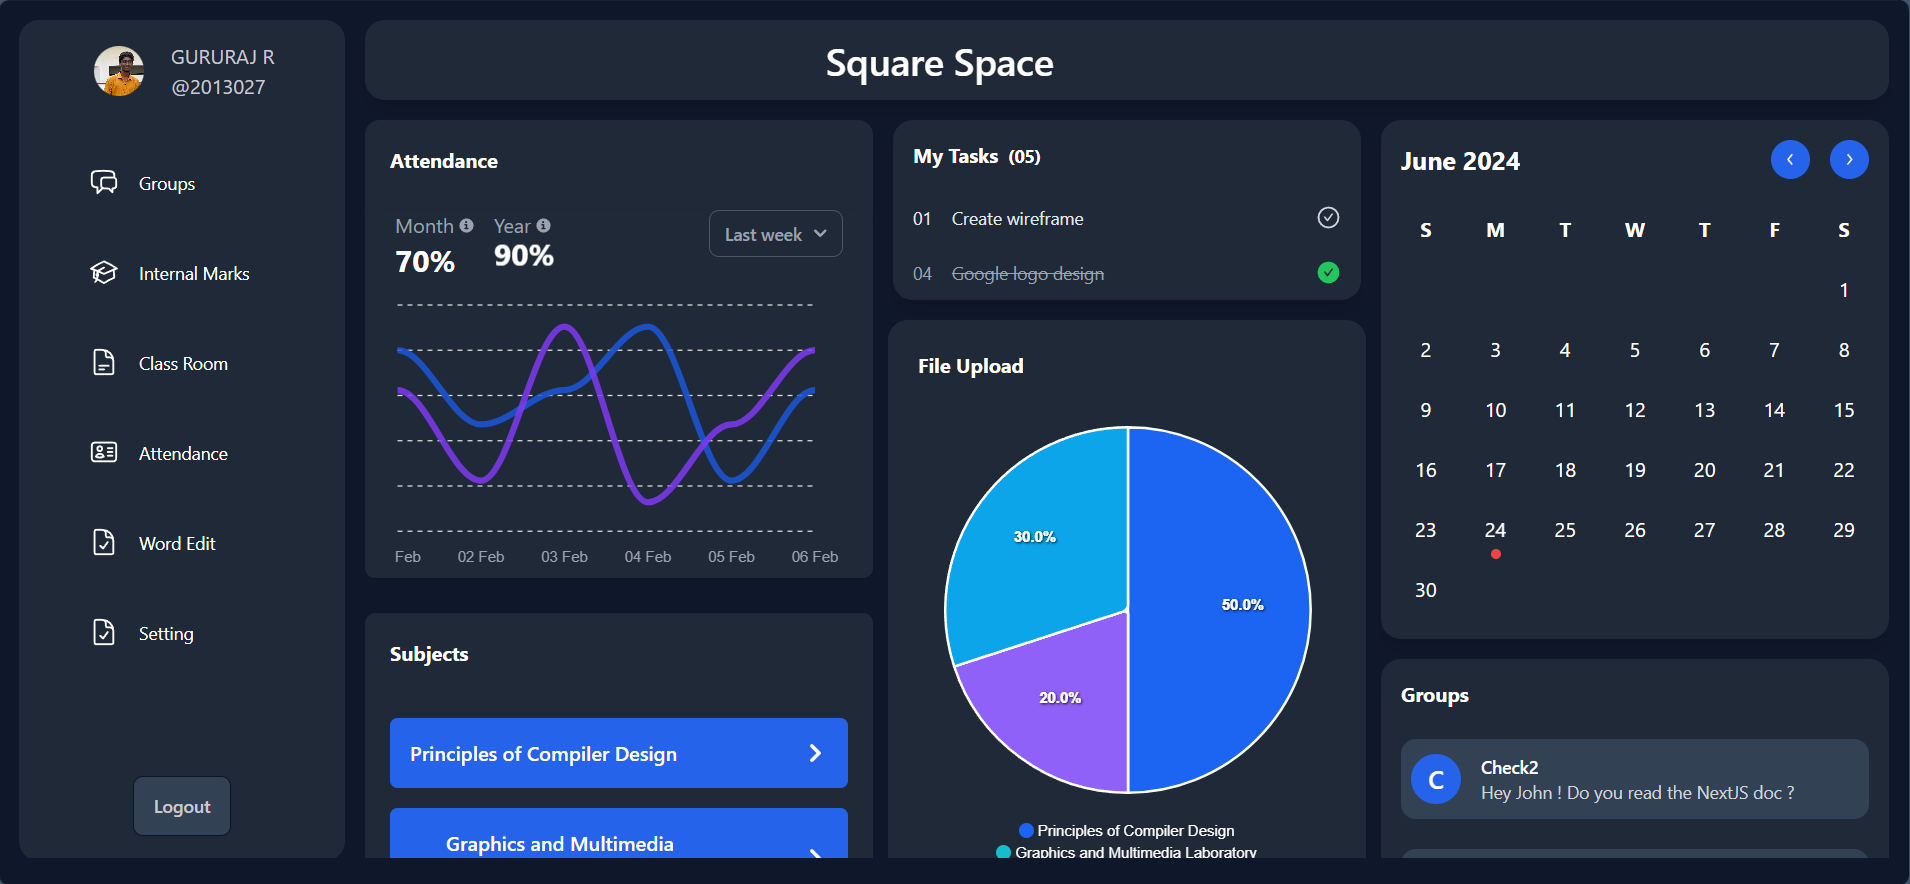 GURURAJ R
@2013027
Groups
Internal Marks
Class Room
Attendance
Word Edit
Setting
Logout
Square Space
Attendance
Month Year
70% 90%
Last week
Feb 02 Feb 03 Feb 04 Feb 05 Feb 06 Feb
Subjects
Principles of Compiler Design
Graphics and Multimedia
My Tasks (05)
01 Create wireframe
04 Google logo design
File Upload
30.0%
50.0%
20.0%
Principles of Compiler Design
Graphics and Multimedia Laboratory
June 2024
S M T W T F S
1
2 3 4 5 6 7 8
9 10 11 12 13 14 15
16 17 18 19 20 21 22
23 24 25 26 27 28 29
30
Groups
C
Check2
Hey John ! Do you read the NextJS doc ?